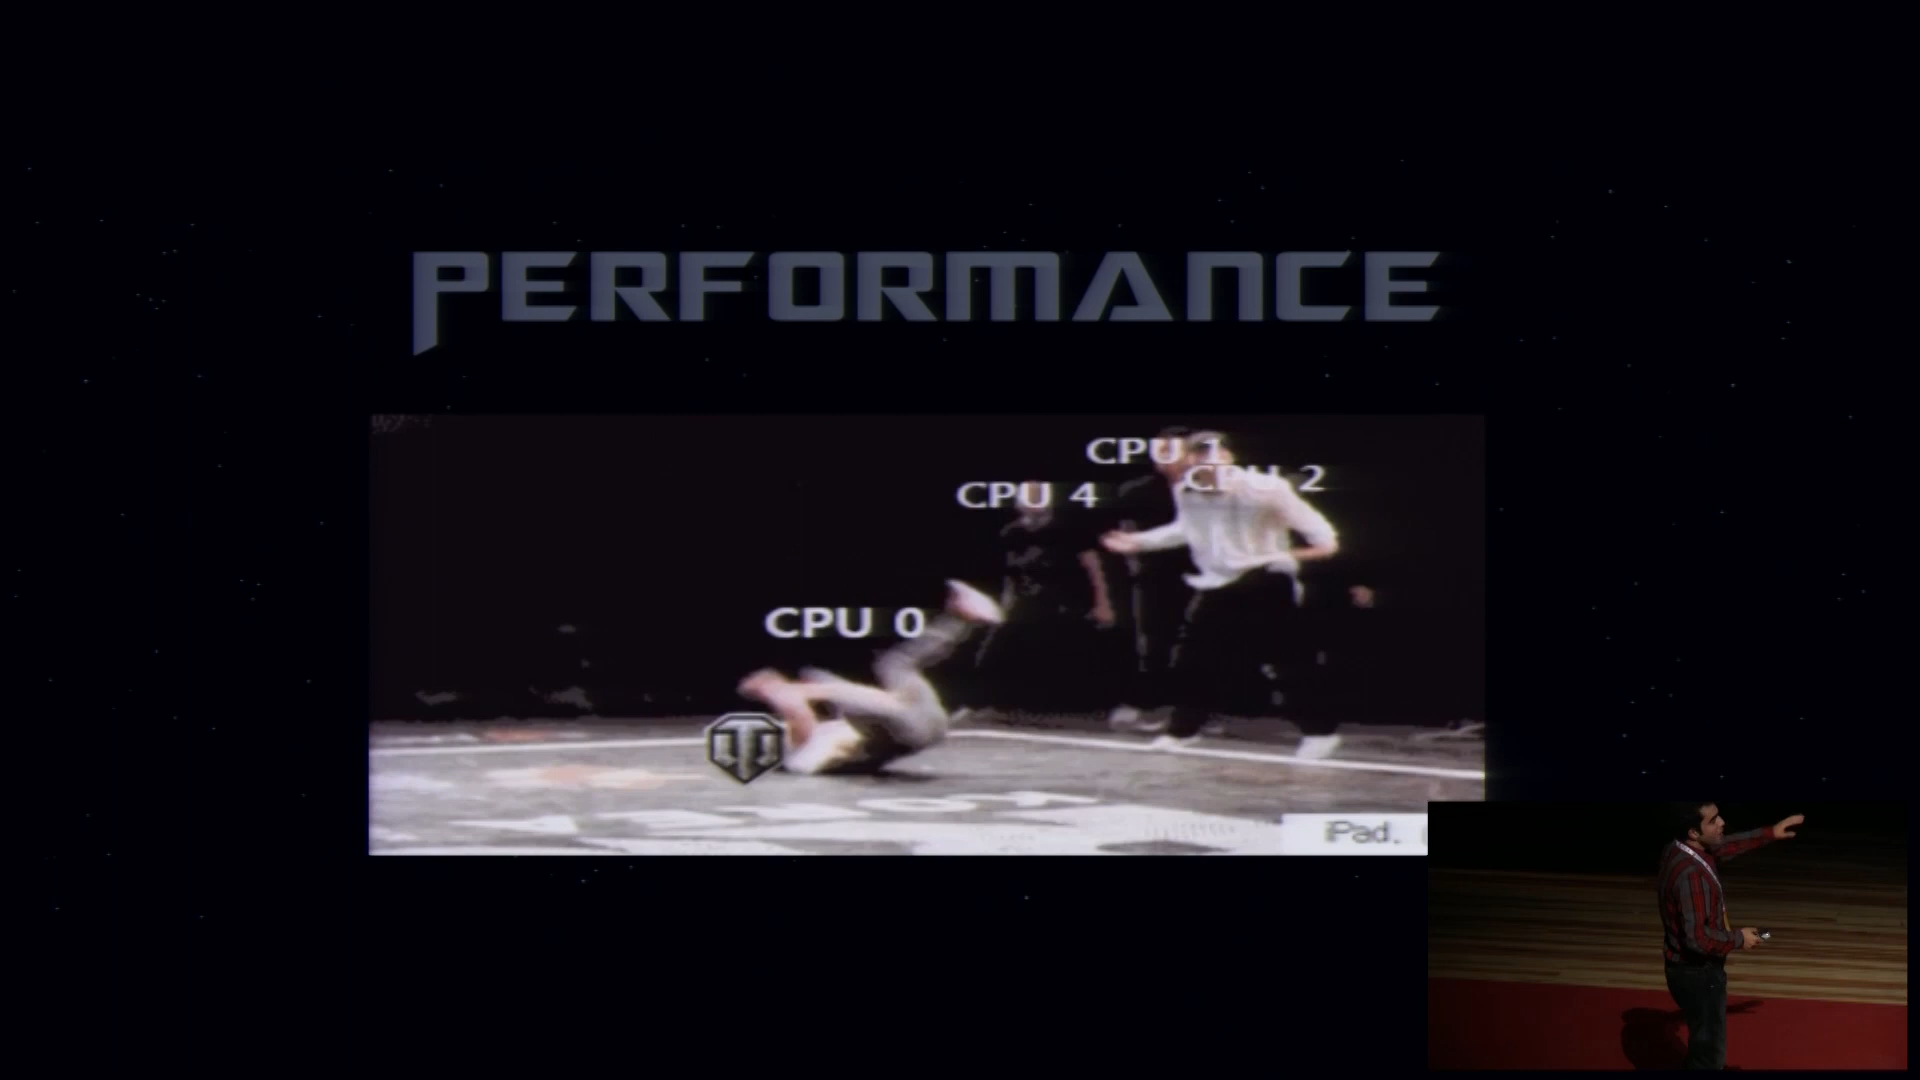 PERFORMANCE
CPU 1
CPU 2
CPU 4
CPU 0
iPad.